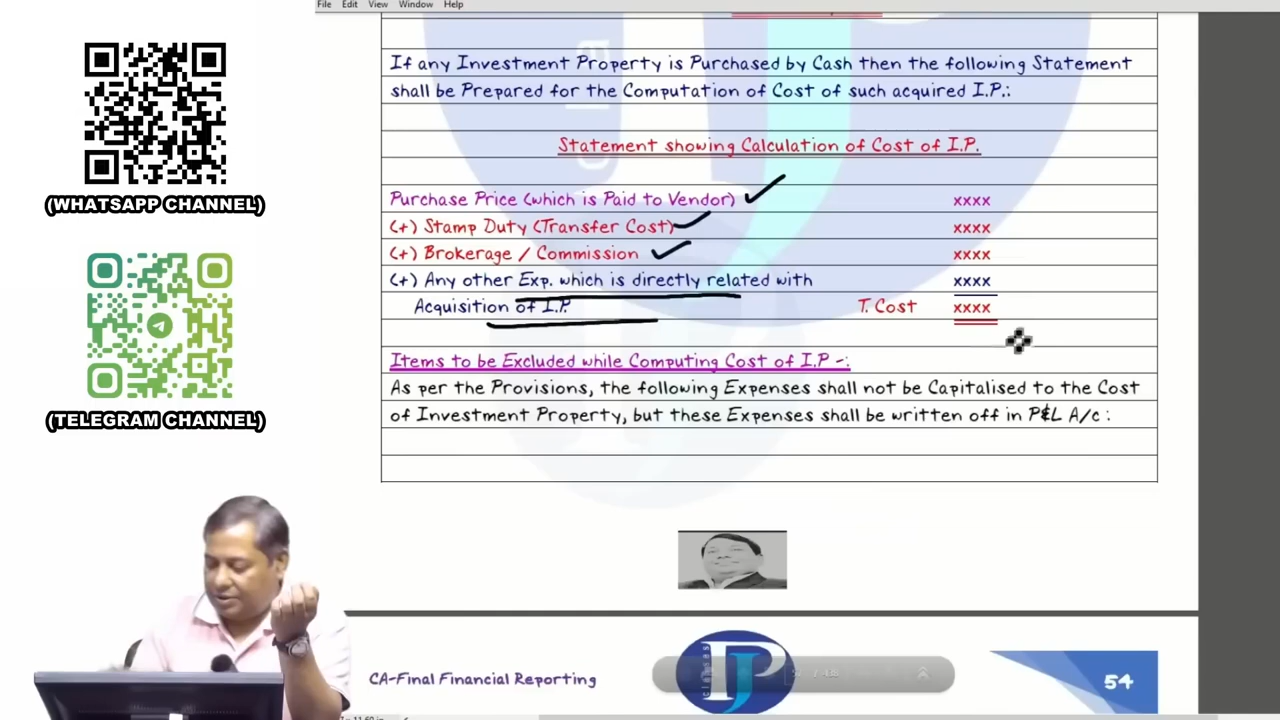 File Edit View Window Help
If any Investment Property is Purchased by Cash then the following Statement
shall be Prepared for the Computation of Cost of such acquired I.P.:
Statement showing Calculation of Cost of I.P.
Purchase Price (which is Paid to Vendor) xxxx
(+) Stamp Duty (Transfer Cost) xxxx
(+) Brokerage / Commission xxxx
(+) Any other Exp. which is directly related with xxxx
Acquisition of I.P. T. Cost xxxx
Items to be Excluded while Computing Cost of I.P -:
As per the Provisions, the following Expenses shall not be Capitalised to the Cost
of Investment Property, but these Expenses shall be written off in P&L A/c :
(WHATSAPP CHANNEL)
(TELEGRAM CHANNEL)
CA-Final Financial Reporting
PJ
classes
54